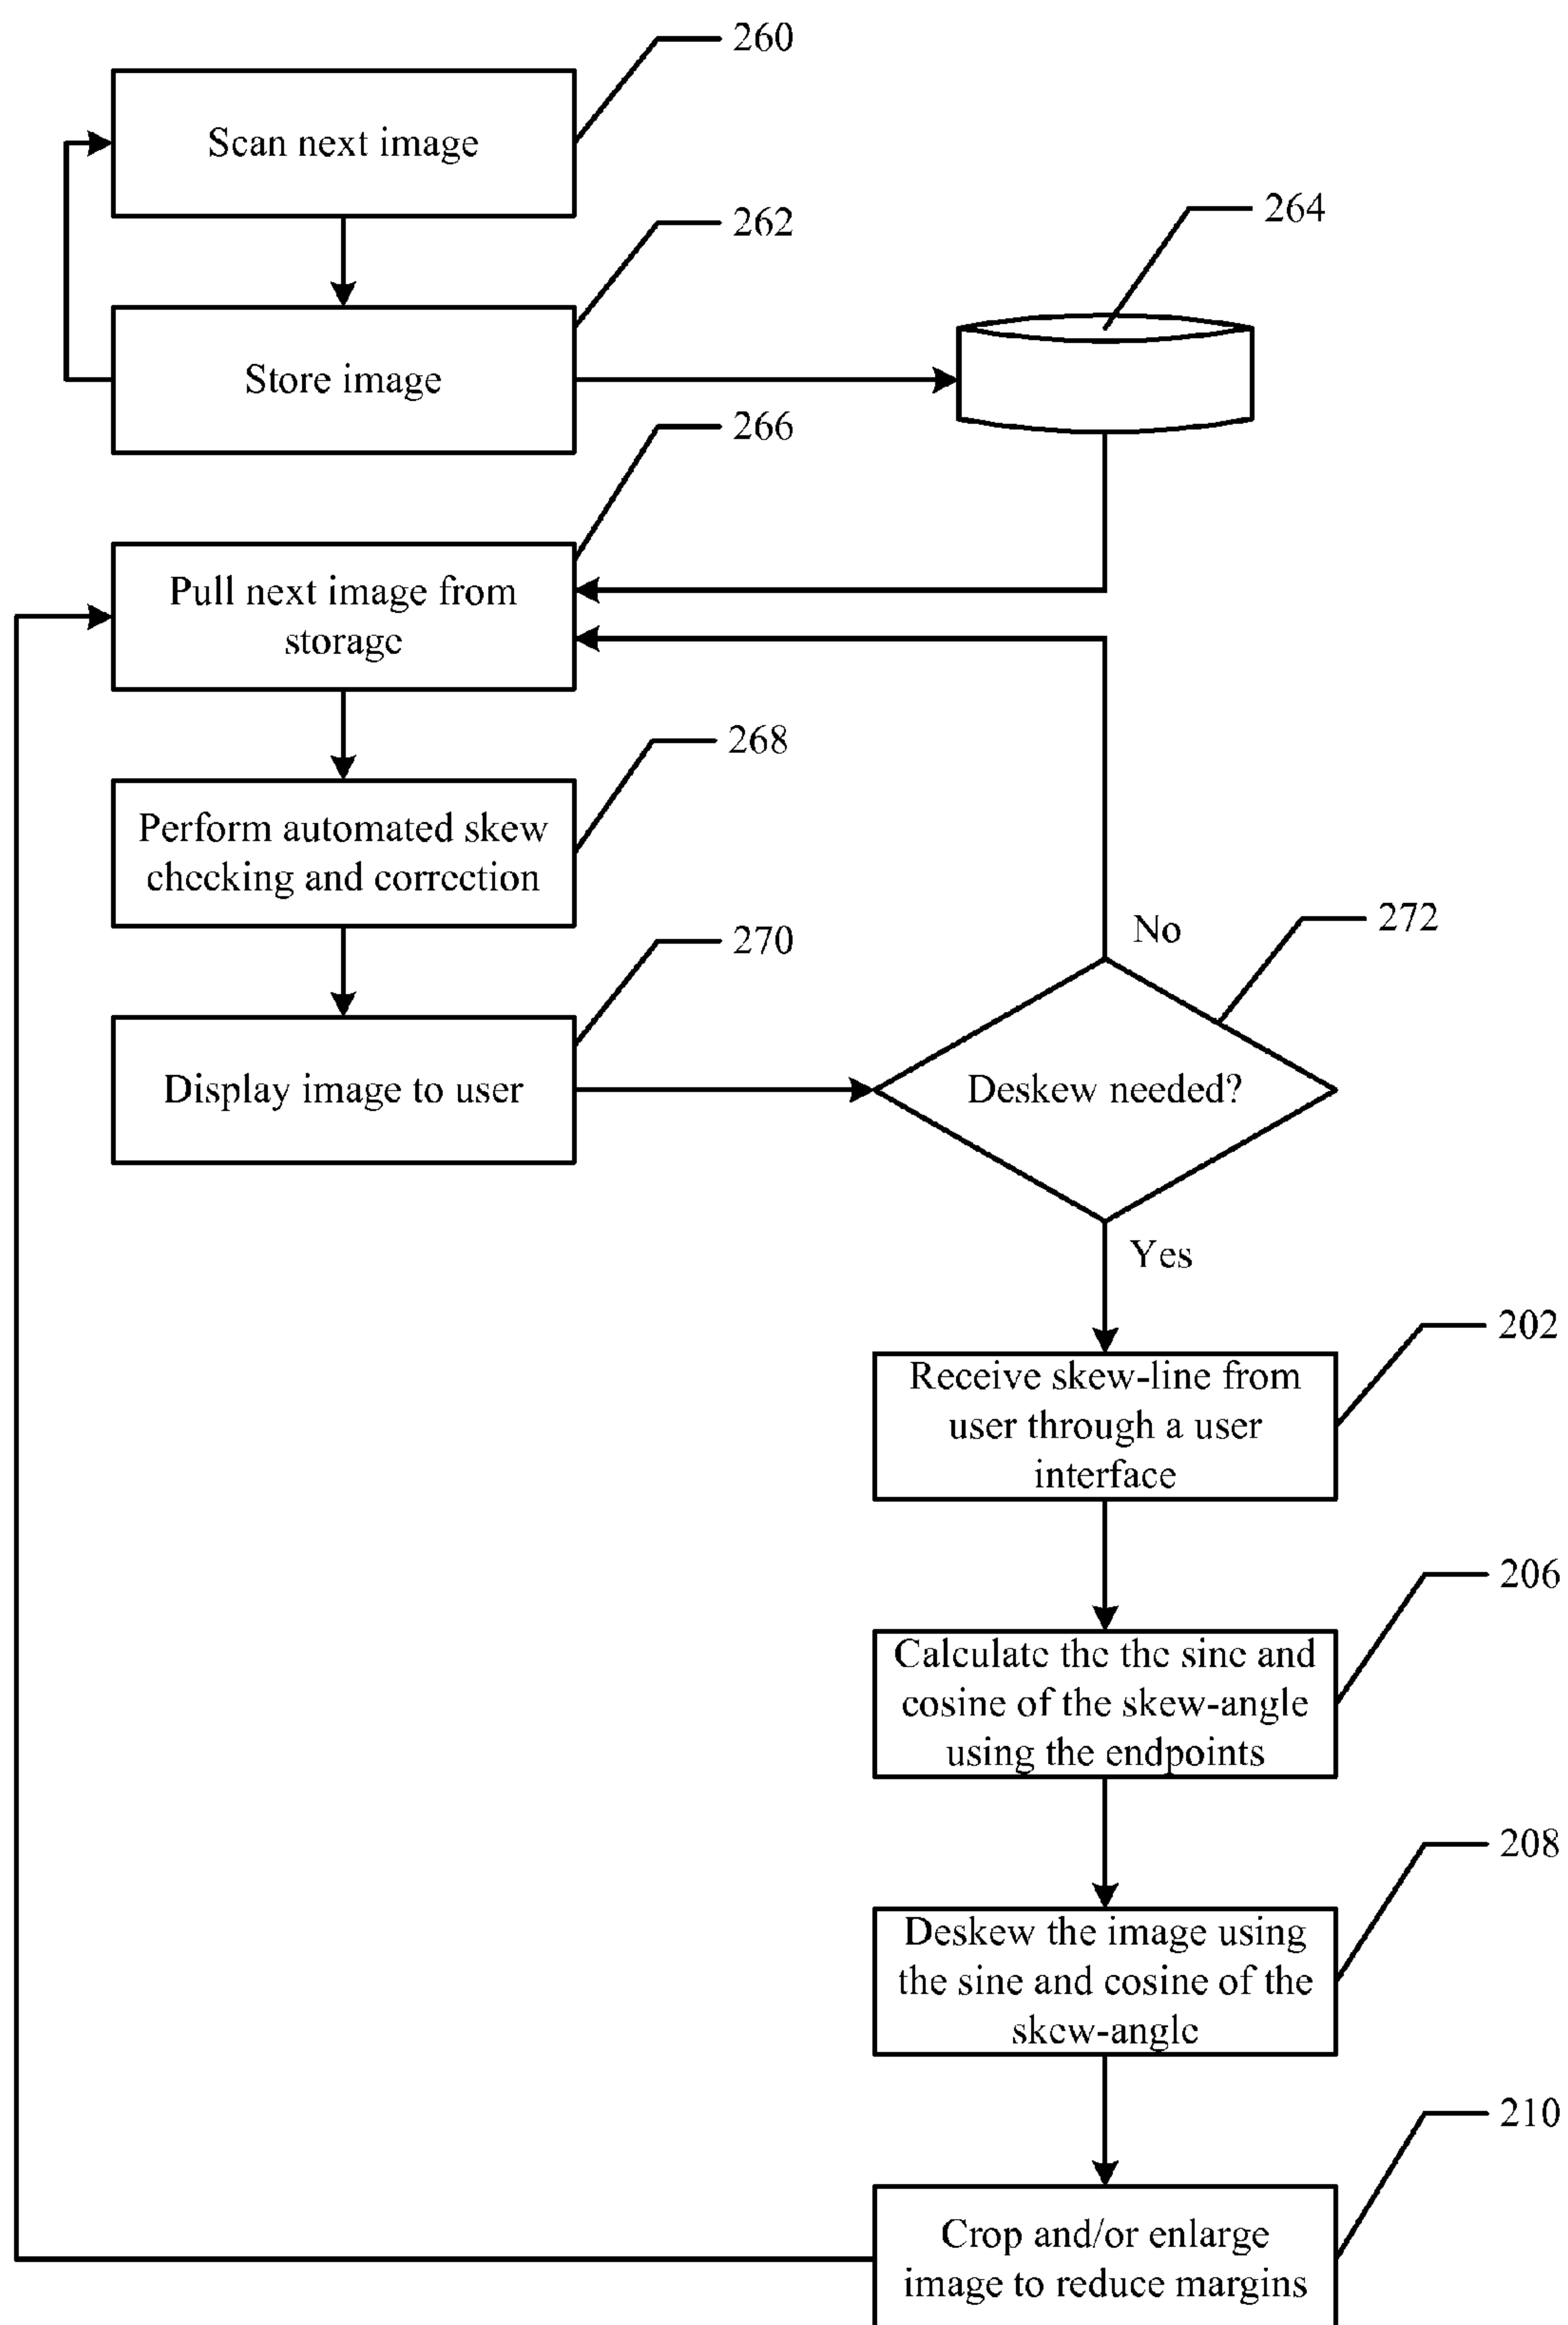 260
Scan next image
262
264
Store image
266
Pull next image from
storage
268
Perform automated skew
checking and correction
No
272
270
Display image to user
Deskew needed?
Yes
202
Receive skew-line from
user through a user
interface
206
Calculate the the sine and
cosine of the skew-angle
using the endpoints
208
Deskew the image using
the sine and cosine of the
skew-angle
210
Crop and/or enlarge
image to reduce margins